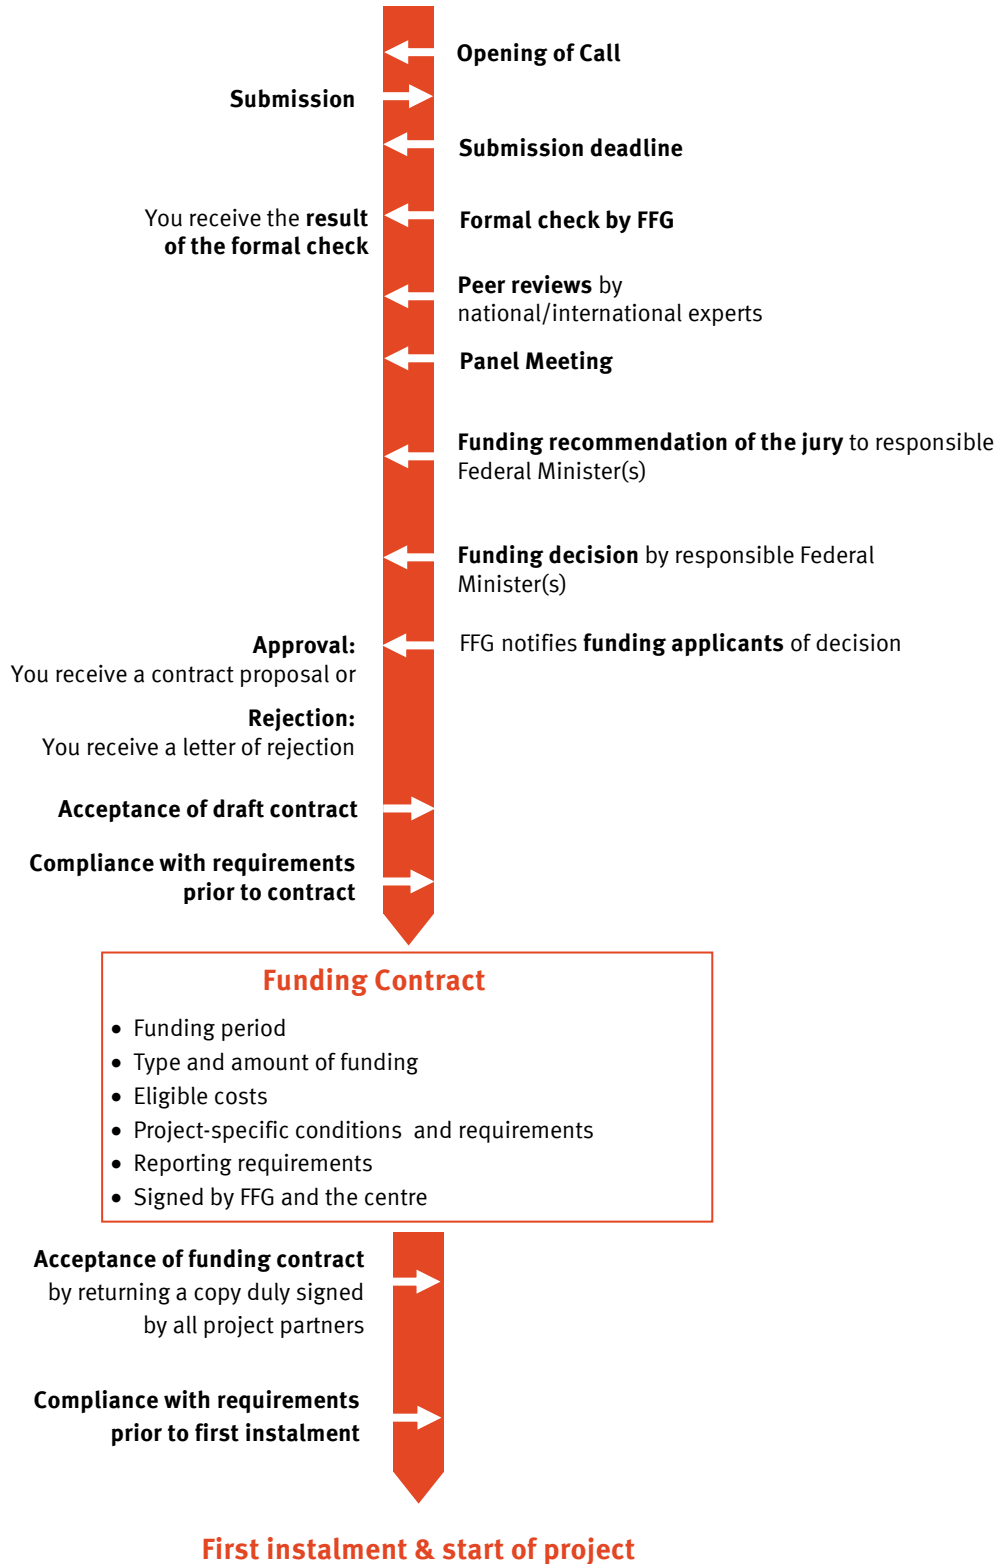 Opening of Call
Submission
Submission deadline
You receive the result
of the formal check
Formal check by FFG
Peer reviews by
national/international experts
Panel Meeting
Funding recommendation of the jury to responsible
Federal Minister(s)
Funding decision by responsible Federal
Minister(s)
Approval:
You receive a contract proposal or
FFG notifies funding applicants of decision
Rejection:
You receive a letter of rejection
Acceptance of draft contract
Compliance with requirements
prior to contract
Funding Contract
• Funding period
• Type and amount of funding
• Eligible costs
• Project-specific conditions and requirements
• Reporting requirements
• Signed by FFG and the centre
Acceptance of funding contract
by returning a copy duly signed
by all project partners
Compliance with requirements
prior to first instalment
First instalment & start of project